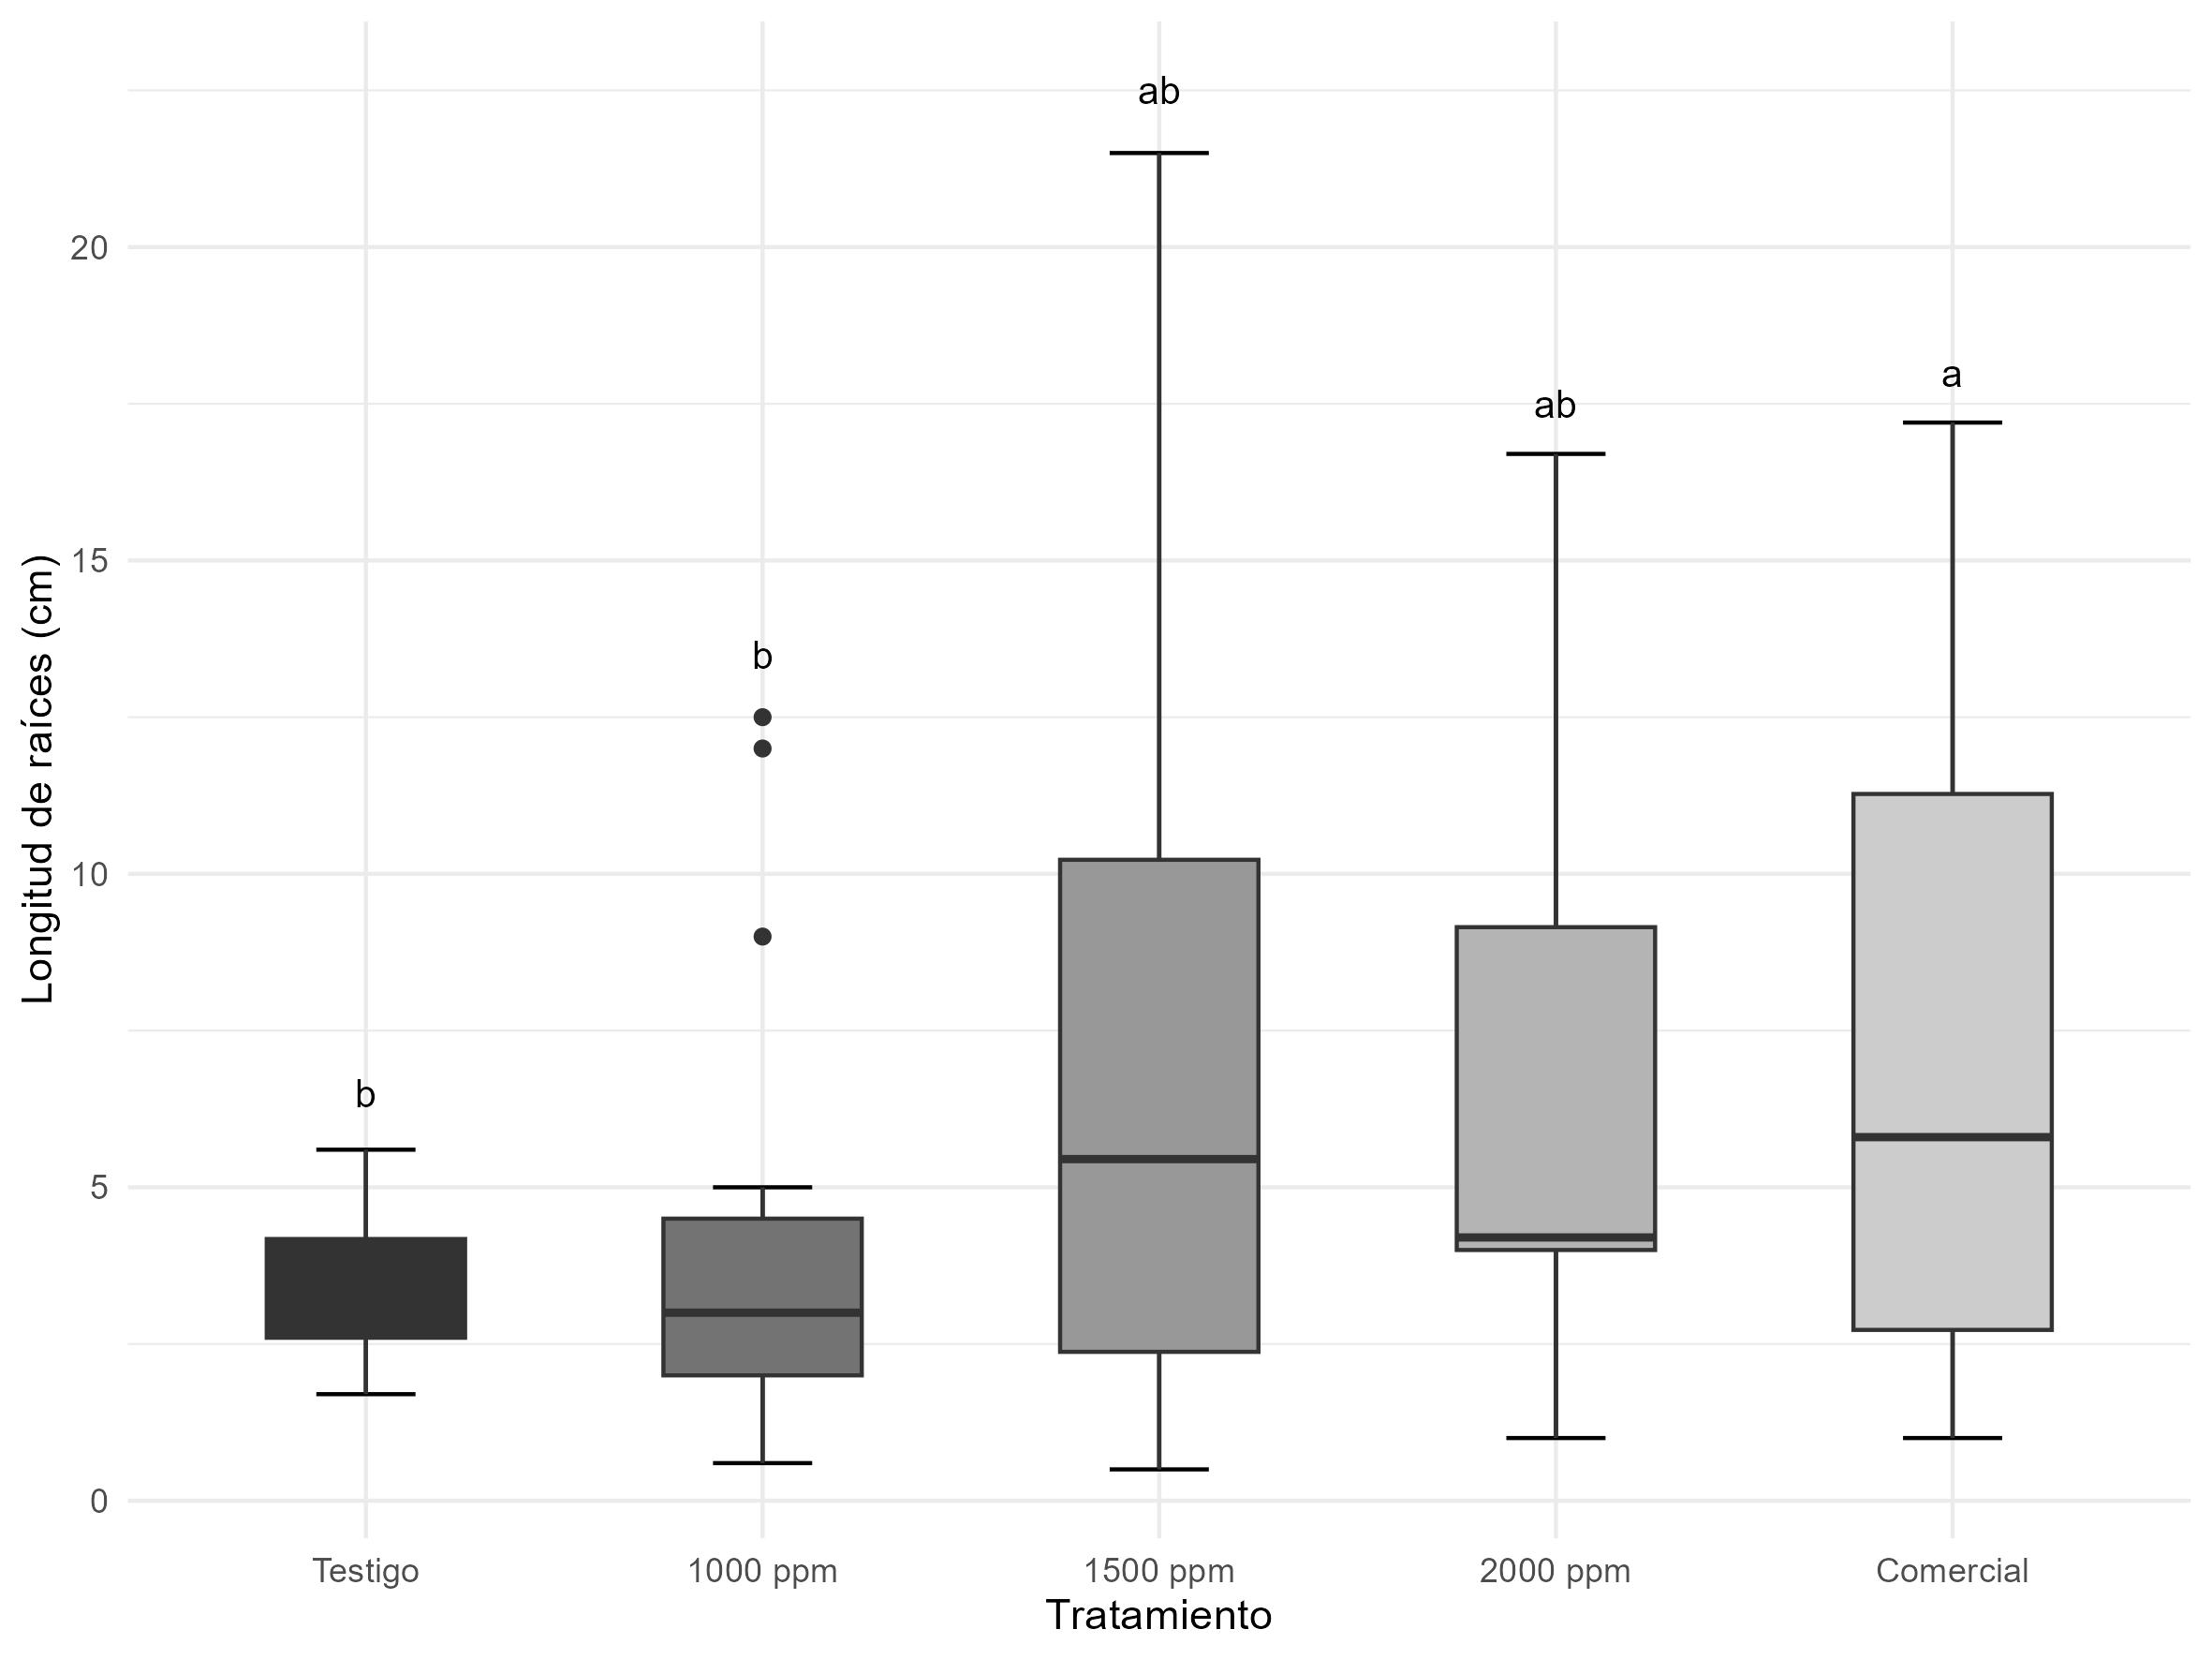 ab
a
ab
b
b
Longitud de raíces (cm)
20
15
10
5
0
Testigo 1000 ppm 1500 ppm 2000 ppm Comercial
Tratamiento